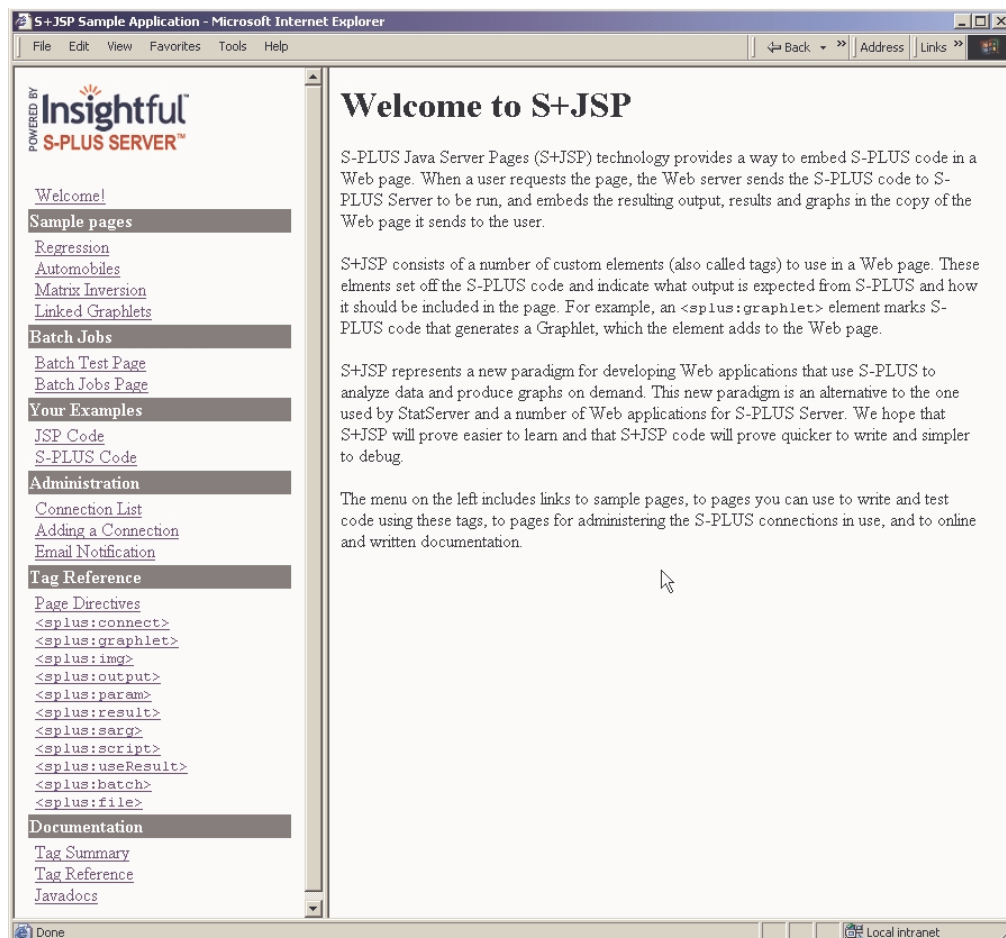 S+JSP Sample Application - Microsoft Internet Explorer
File Edit View Favorites Tools Help
Back » Address Links »
POWERED BY
Insightful
S-PLUS SERVER™
Welcome!
Sample pages
Regression
Automobiles
Matrix Inversion
Linked Graphlets
Batch Jobs
Batch Test Page
Batch Jobs Page
Your Examples
JSP Code
S-PLUS Code
Administration
Connection List
Adding a Connection
Email Notification
Tag Reference
Page Directives
<splus:connect>
<splus:graphlet>
<splus:img>
<splus:output>
<splus:param>
<splus:result>
<splus:sarg>
<splus:script>
<splus:useResult>
<splus:batch>
<splus:file>
Documentation
Tag Summary
Tag Reference
Javadocs
Welcome to S+JSP
S-PLUS Java Server Pages (S+JSP) technology provides a way to embed S-PLUS code in a
Web page. When a user requests the page, the Web server sends the S-PLUS code to S-
PLUS Server to be run, and embeds the resulting output, results and graphs in the copy of the
Web page it sends to the user.
S+JSP consists of a number of custom elements (also called tags) to use in a Web page. These
elments set off the S-PLUS code and indicate what output is expected from S-PLUS and how
it should be included in the page. For example, an <splus:graphlet> element marks S-
PLUS code that generates a Graphlet, which the element adds to the Web page.
S+JSP represents a new paradigm for developing Web applications that use S-PLUS to
analyze data and produce graphs on demand. This new paradigm is an alternative to the one
used by StatServer and a number of Web applications for S-PLUS Server. We hope that
S+JSP will prove easier to learn and that S+JSP code will prove quicker to write and simpler
to debug.
The menu on the left includes links to sample pages, to pages you can use to write and test
code using these tags, to pages for administering the S-PLUS connections in use, and to online
and written documentation.
Done
Local intranet